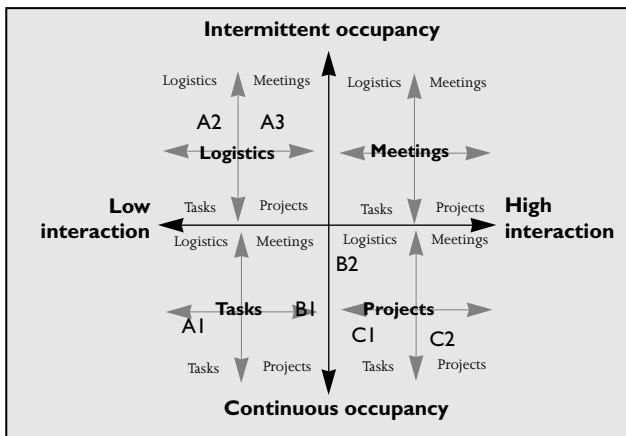 Intermittent occupancy
Logistics Meetings Logistics Meetings
A2 A3
Logistics Meetings
Tasks Projects Tasks Projects
Low interaction
High interaction
Logistics Meetings Logistics Meetings
B2
Tasks B1 Projects
A1 C1 C2
Tasks Projects Tasks Projects
Continuous occupancy